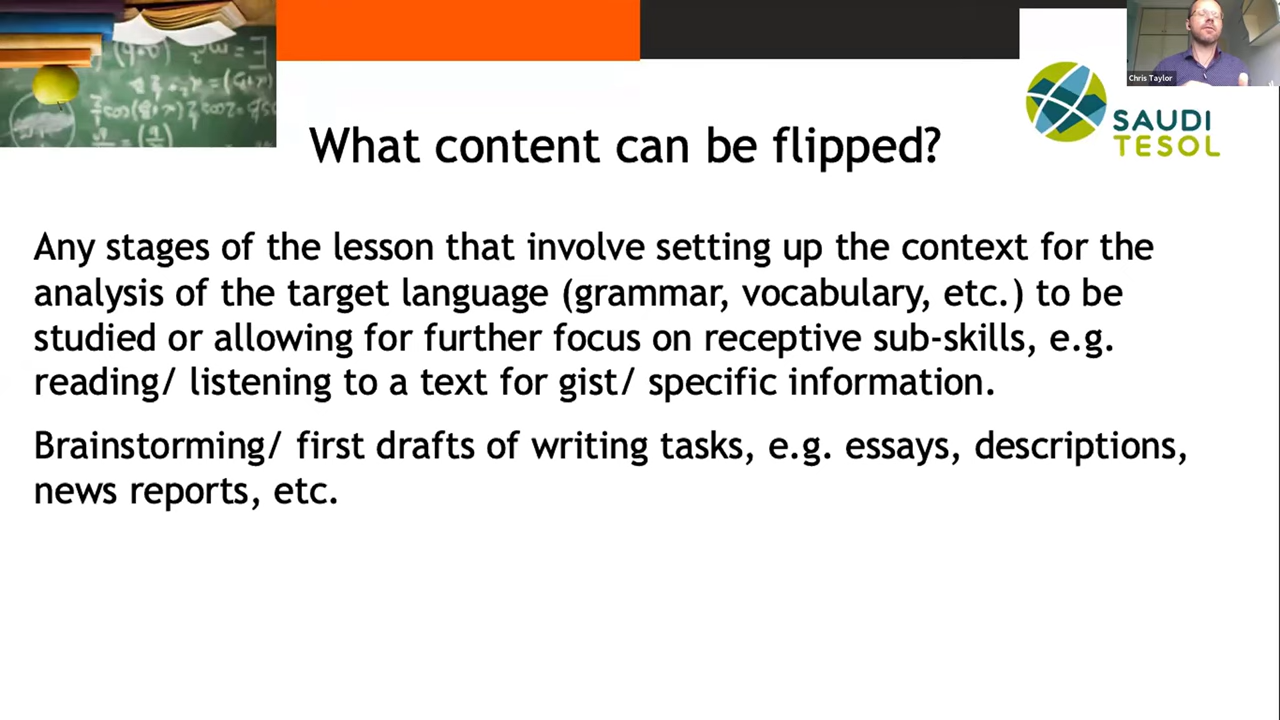 Chris Taylor
SAUDI
TESOL
What content can be flipped?
Any stages of the lesson that involve setting up the context for the
analysis of the target language (grammar, vocabulary, etc.) to be
studied or allowing for further focus on receptive sub-skills, e.g.
reading/ listening to a text for gist/ specific information.
Brainstorming/ first drafts of writing tasks, e.g. essays, descriptions,
news reports, etc.